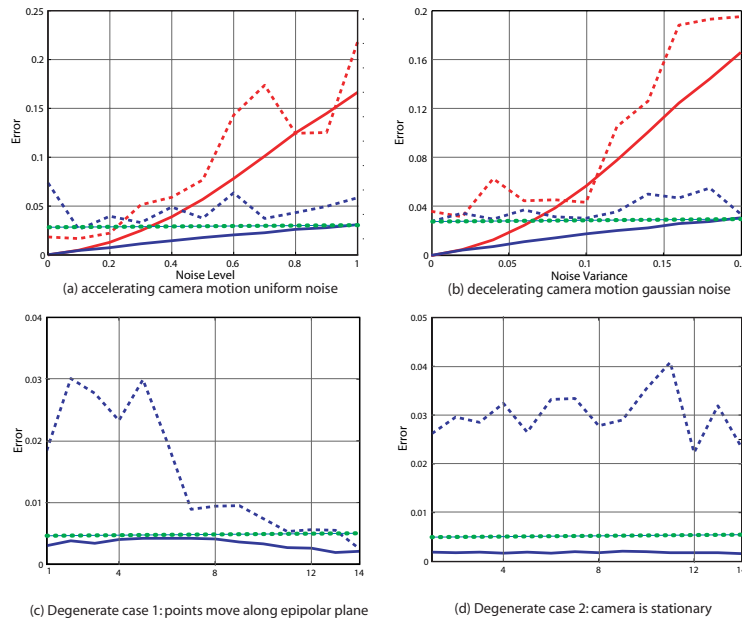 0.25
0.2
0.15
0.1
0.05
0
Error
0 0.2 0.4 0.6 0.8 1
Noise Level
(a) accelerating camera motion uniform noise
0.2
0.16
0.12
0.08
0.04
0
Error
0 0.05 0.1 0.15 0.2
Noise Variance
(b) decelerating camera motion gaussian noise
0.04
0.03
0.02
0.01
0
Error
1 4 8 12 14
(c) Degenerate case 1: points move along epipolar plane
0.05
0.04
0.03
0.02
0.01
0
Error
4 8 12 14
(d) Degenerate case 2: camera is stationary